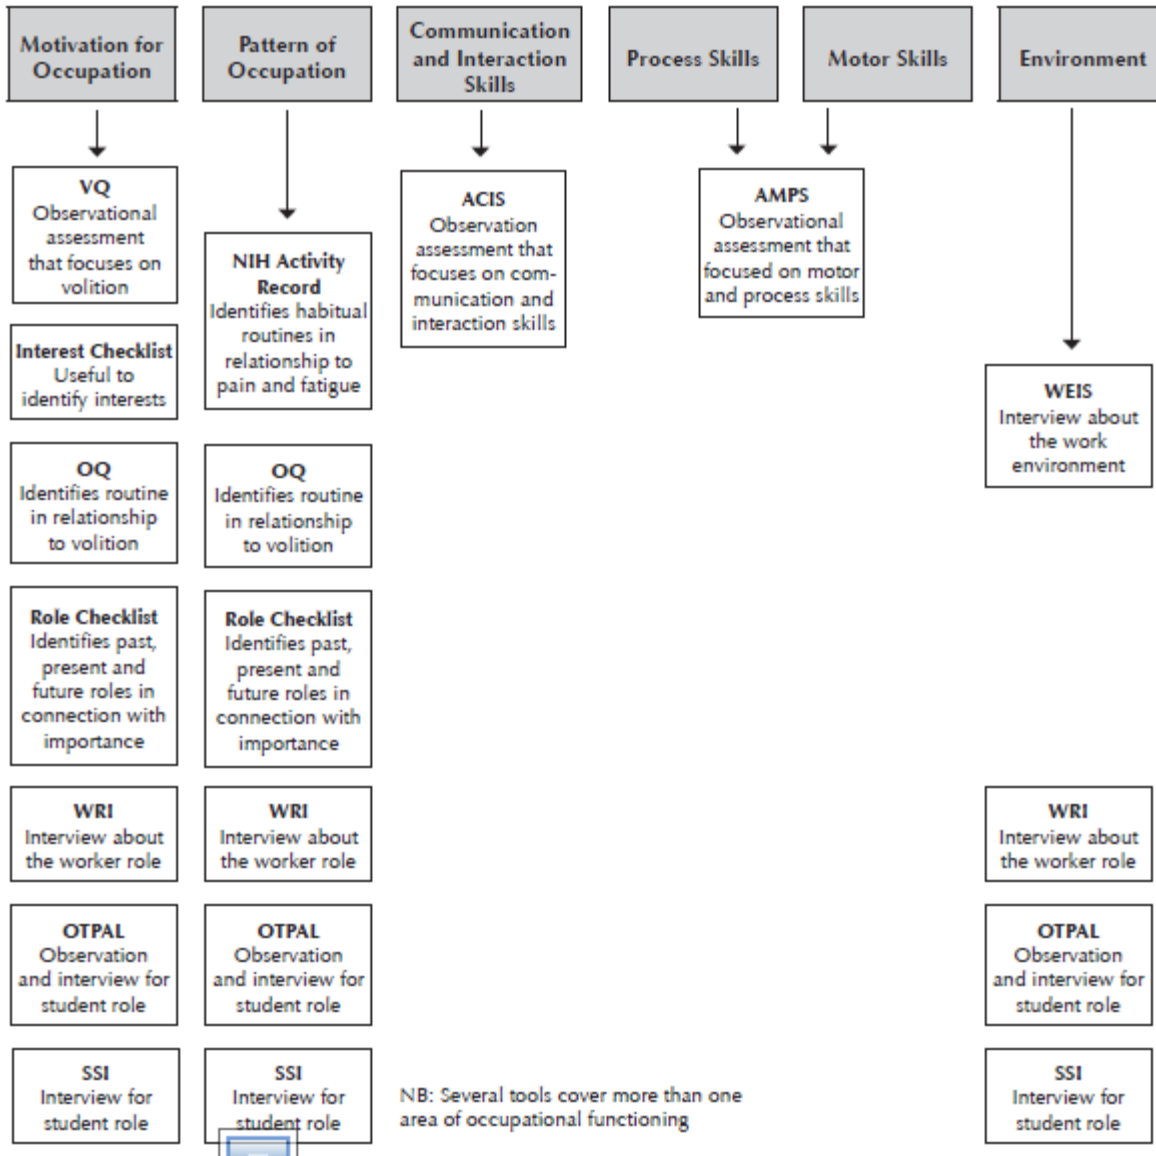 Motivation for
Occupation
Pattern of
Occupation
Communication
and Interaction
Skills
Process Skills
Motor Skills
Environment
VQ
Observational
assessment
that focuses on
volition
Interest Checklist
Useful to
identify interests
OQ
Identifies routine
in relationship
to volition
Role Checklist
Identifies past,
present and
future roles in
connection with
importance
WRI
Interview about
the worker role
OTPAL
Observation
and interview for
student role
SSI
Interview for
student role
NIH Activity
Record
Identifies habitual
routines in
relationship to
pain and fatigue
OQ
Identifies routine
in relationship
to volition
Role Checklist
Identifies past,
present and
future roles in
connection with
importance
WRI
Interview about
the worker role
OTPAL
Observation
and interview for
student role
SSI
Interview for
student role
ACIS
Observation
assessment that
focuses on com-
munication and
interaction skills
AMPS
Observational
assessment that
focused on motor
and process skills
WEIS
Interview about
the work
environment
WRI
Interview about
the worker role
OTPAL
Observation
and interview for
student role
SSI
Interview for
student role
NB: Several tools cover more than one
area of occupational functioning